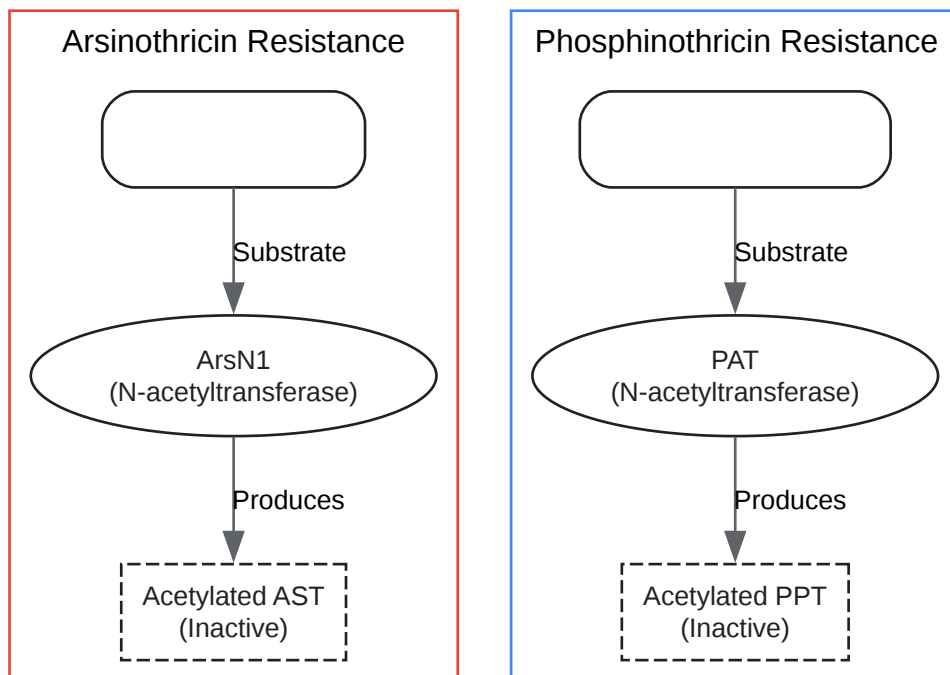 Arsinothricin Resistance
Substrate
ArsN1
(N-acetyltransferase)
Produces
Acetylated AST
(Inactive)
Phosphinothricin Resistance
Substrate
PAT
(N-acetyltransferase)
Produces
Acetylated PPT
(Inactive)